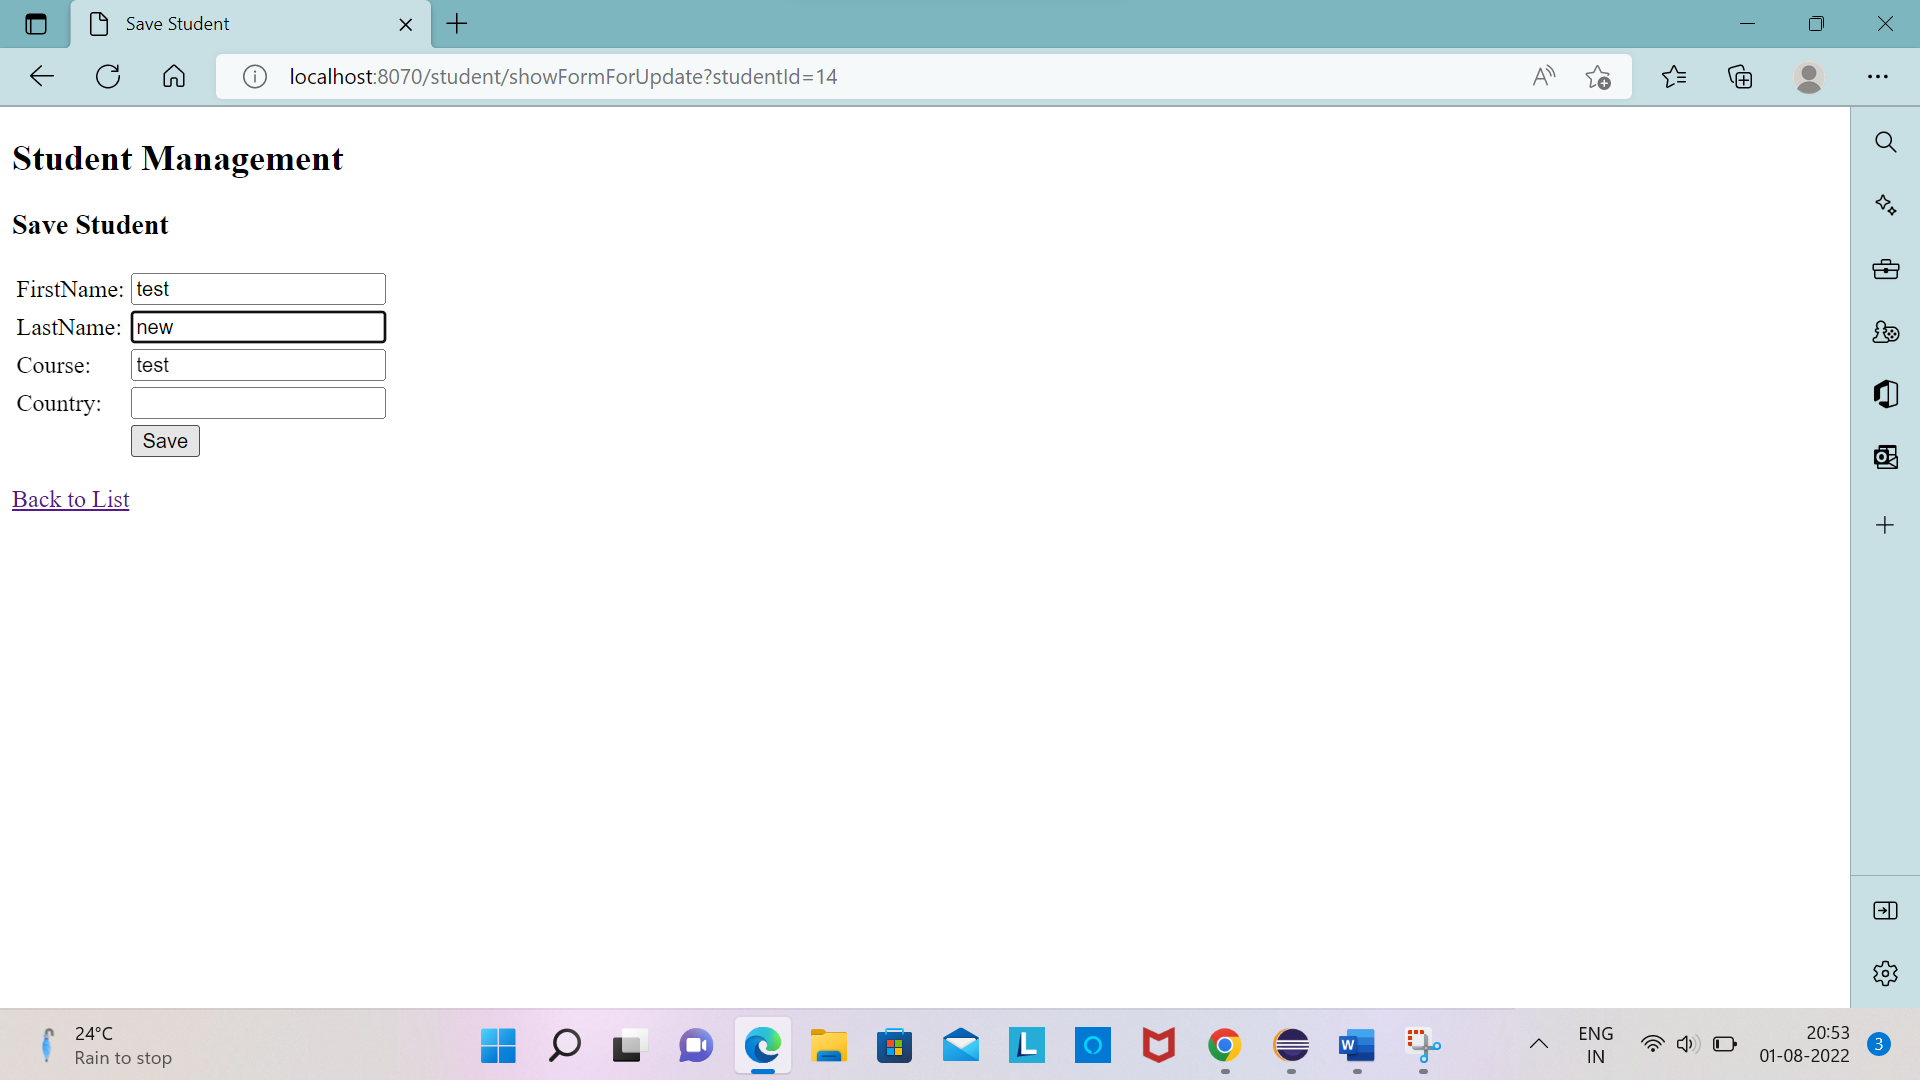 Save Student
localhost:8070/student/showFormForUpdate?studentId=14
Student Management
Save Student
FirstName: test
LastName: new
Course: test
Country:
Save
Back to List
24°C
Rain to stop
ENG
IN
20:53
01-08-2022
3